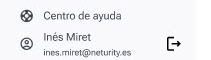 Centro de ayuda
Inés Miret
ines.miret@neturity.es